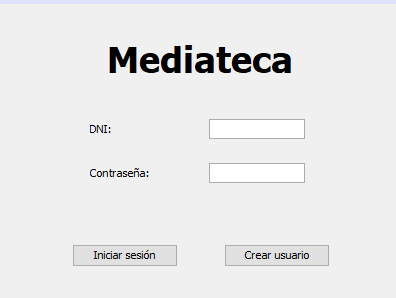 Mediateca
DNI:
Contraseña:
Iniciar sesión
Crear usuario